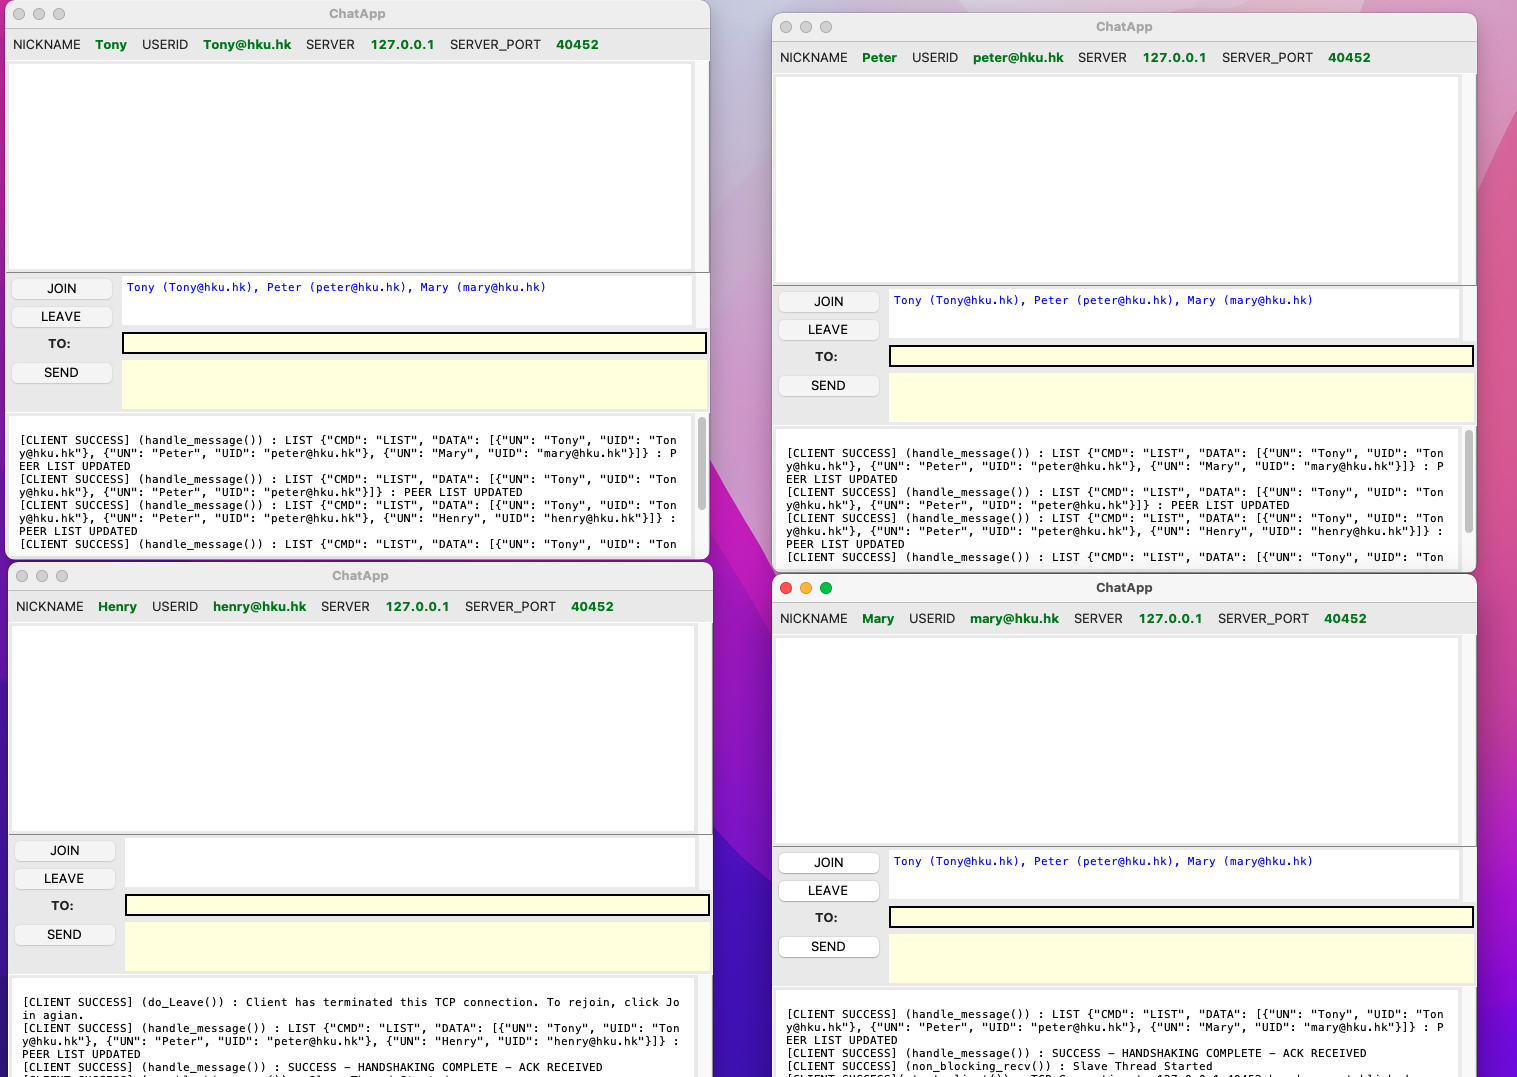 ChatApp
NICKNAME Tony USERID Tony@hku.hk SERVER 127.0.0.1 SERVER_PORT 40452
JOIN
Tony (Tony@hku.hk), Peter (peter@hku.hk), Mary (mary@hku.hk)
LEAVE
TO:
SEND
[CLIENT SUCCESS] (handle_message()) : LIST {"CMD": "LIST", "DATA": [{"UN": "Tony", "UID": "Ton
y@hku.hk"}, {"UN": "Peter", "UID": "peter@hku.hk"}, {"UN": "Mary", "UID": "mary@hku.hk"}]} : P
EER LIST UPDATED
[CLIENT SUCCESS] (handle_message()) : LIST {"CMD": "LIST", "DATA": [{"UN": "Tony", "UID": "Ton
y@hku.hk"}, {"UN": "Peter", "UID": "peter@hku.hk"}]} : PEER LIST UPDATED
[CLIENT SUCCESS] (handle_message()) : LIST {"CMD": "LIST", "DATA": [{"UN": "Tony", "UID": "Ton
y@hku.hk"}, {"UN": "Peter", "UID": "peter@hku.hk"}, {"UN": "Henry", "UID": "henry@hku.hk"}]} :
PEER LIST UPDATED
[CLIENT SUCCESS] (handle_message()) : LIST {"CMD": "LIST", "DATA": [{"UN": "Tony", "UID": "Ton
ChatApp
NICKNAME Peter USERID peter@hku.hk SERVER 127.0.0.1 SERVER_PORT 40452
JOIN
Tony (Tony@hku.hk), Peter (peter@hku.hk), Mary (mary@hku.hk)
LEAVE
TO:
SEND
[CLIENT SUCCESS] (handle_message()) : LIST {"CMD": "LIST", "DATA": [{"UN": "Tony", "UID": "Ton
y@hku.hk"}, {"UN": "Peter", "UID": "peter@hku.hk"}, {"UN": "Mary", "UID": "mary@hku.hk"}]} : P
EER LIST UPDATED
[CLIENT SUCCESS] (handle_message()) : LIST {"CMD": "LIST", "DATA": [{"UN": "Tony", "UID": "Ton
y@hku.hk"}, {"UN": "Peter", "UID": "peter@hku.hk"}]} : PEER LIST UPDATED
[CLIENT SUCCESS] (handle_message()) : LIST {"CMD": "LIST", "DATA": [{"UN": "Tony", "UID": "Ton
y@hku.hk"}, {"UN": "Peter", "UID": "peter@hku.hk"}, {"UN": "Henry", "UID": "henry@hku.hk"}]} :
PEER LIST UPDATED
[CLIENT SUCCESS] (handle_message()) : LIST {"CMD": "LIST", "DATA": [{"UN": "Tony", "UID": "Ton
ChatApp
NICKNAME Henry USERID henry@hku.hk SERVER 127.0.0.1 SERVER_PORT 40452
JOIN
LEAVE
TO:
SEND
[CLIENT SUCCESS] (do_Leave()) : Client has terminated this TCP connection. To rejoin, click Jo
in agian.
[CLIENT SUCCESS] (handle_message()) : LIST {"CMD": "LIST", "DATA": [{"UN": "Tony", "UID": "Ton
y@hku.hk"}, {"UN": "Peter", "UID": "peter@hku.hk"}, {"UN": "Henry", "UID": "henry@hku.hk"}]} :
PEER LIST UPDATED
[CLIENT SUCCESS] (handle_message()) : SUCCESS – HANDSHAKING COMPLETE – ACK RECEIVED
ChatApp
NICKNAME Mary USERID mary@hku.hk SERVER 127.0.0.1 SERVER_PORT 40452
JOIN
Tony (Tony@hku.hk), Peter (peter@hku.hk), Mary (mary@hku.hk)
LEAVE
TO:
SEND
[CLIENT SUCCESS] (handle_message()) : LIST {"CMD": "LIST", "DATA": [{"UN": "Tony", "UID": "Ton
y@hku.hk"}, {"UN": "Peter", "UID": "peter@hku.hk"}, {"UN": "Mary", "UID": "mary@hku.hk"}]} : P
EER LIST UPDATED
[CLIENT SUCCESS] (handle_message()) : SUCCESS – HANDSHAKING COMPLETE – ACK RECEIVED
[CLIENT SUCCESS] (non_blocking_recv()) : Slave Thread Started